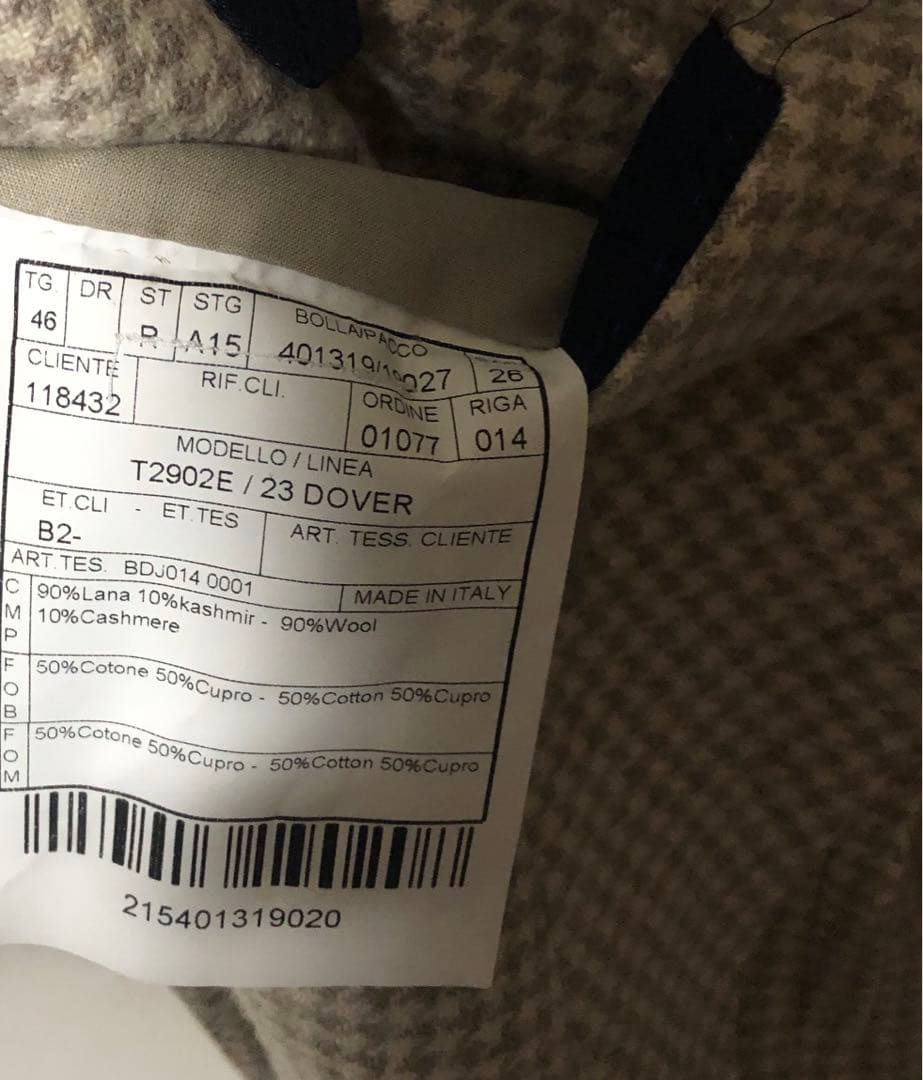 TG. DR ST STG BOLLA/PACCO
46 R A15 26
CLIENTE RIF.CLI. ORDINE RIGA
118432 01077 014
MODELLO / LINEA
T2902E / 23 DOVER
ET.CLI - ET.TES ART. TESS. CLIENTE
B2-
ART.TES. BDJ014 0001 MADE IN ITALY
CMP 90%Lana 10%kashmir - 90%Wool
10%Cashmere
FOB 50%Cotone 50%Cupro - 50%Cotton 50%Cupro
FOM 50%Cotone 50%Cupro - 50%Cotton 50%Cupro
215401319020